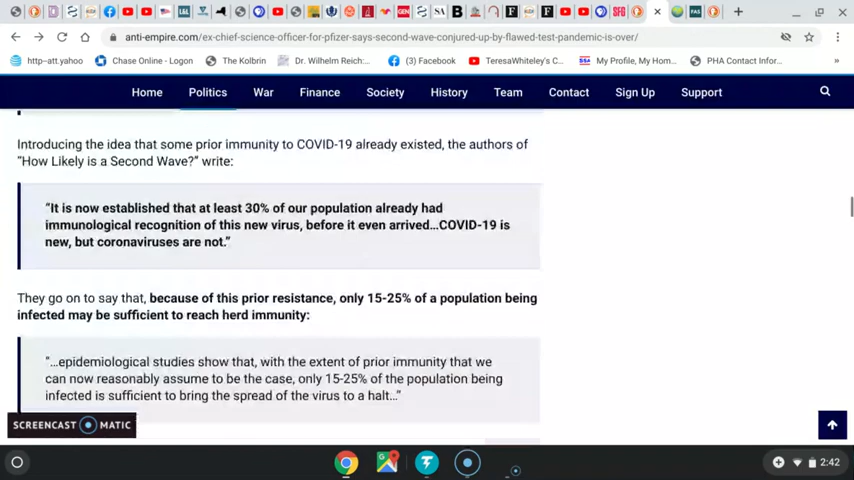 anti-empire.com/ex-chief-science-officer-for-pfizer-says-second-wave-conjured-up-by-flawed-test-pandemic-is-over/
http--att.yahoo Chase Online - Logon The Kolbrin Dr. Wilhelm Reich:... (3) Facebook TeresaWhiteley's C... My Profile, My Hom... PHA Contact Infor... »
Home Politics War Finance Society History Team Contact Sign Up Support
Introducing the idea that some prior immunity to COVID-19 already existed, the authors of
“How Likely is a Second Wave?” write:
“It is now established that at least 30% of our population already had
immunological recognition of this new virus, before it even arrived…COVID-19 is
new, but coronaviruses are not.”
They go on to say that, because of this prior resistance, only 15-25% of a population being
infected may be sufficient to reach herd immunity:
“…epidemiological studies show that, with the extent of prior immunity that we
can now reasonably assume to be the case, only 15-25% of the population being
infected is sufficient to bring the spread of the virus to a halt…”
SCREENCAST MATIC
2:42